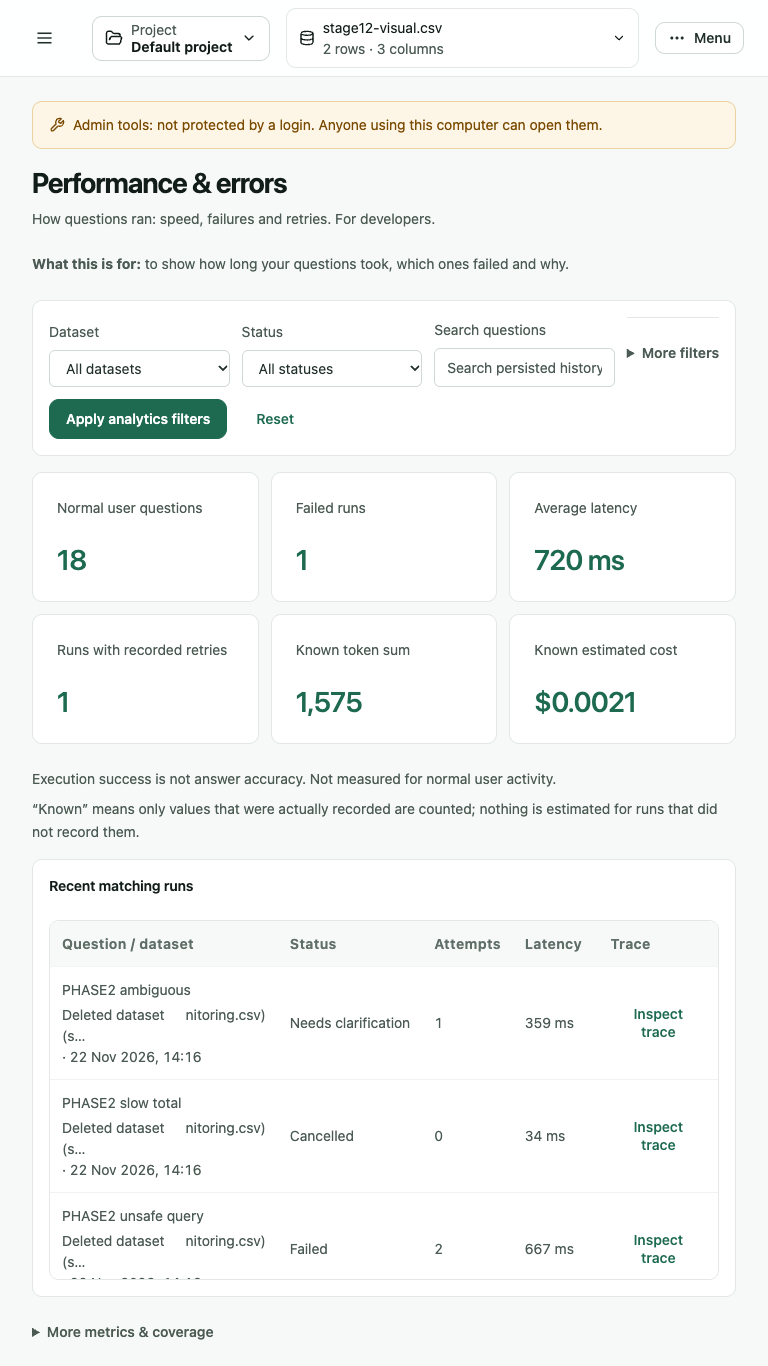 Project
Default project
stage12-visual.csv
2 rows · 3 columns
Menu
Admin tools: not protected by a login. Anyone using this computer can open them.
Performance & errors
How questions ran: speed, failures and retries. For developers.
What this is for: to show how long your questions took, which ones failed and why.
Dataset
Status
Search questions
More filters
All datasets
All statuses
Search persisted history
Apply analytics filters
Reset
Normal user questions
18
Failed runs
1
Average latency
720 ms
Runs with recorded retries
1
Known token sum
1,575
Known estimated cost
$0.0021
Execution success is not answer accuracy. Not measured for normal user activity.
“Known” means only values that were actually recorded are counted; nothing is estimated for runs that did
not record them.
Recent matching runs
Question / dataset Status Attempts Latency Trace
PHASE2 ambiguous
Deleted dataset nitoring.csv)
(s…
· 22 Nov 2026, 14:16
Needs clarification
1
359 ms
Inspect
trace
PHASE2 slow total
Deleted dataset nitoring.csv)
(s…
· 22 Nov 2026, 14:16
Cancelled
0
34 ms
Inspect
trace
PHASE2 unsafe query
Deleted dataset nitoring.csv)
(s…
Failed
2
667 ms
Inspect
trace
More metrics & coverage